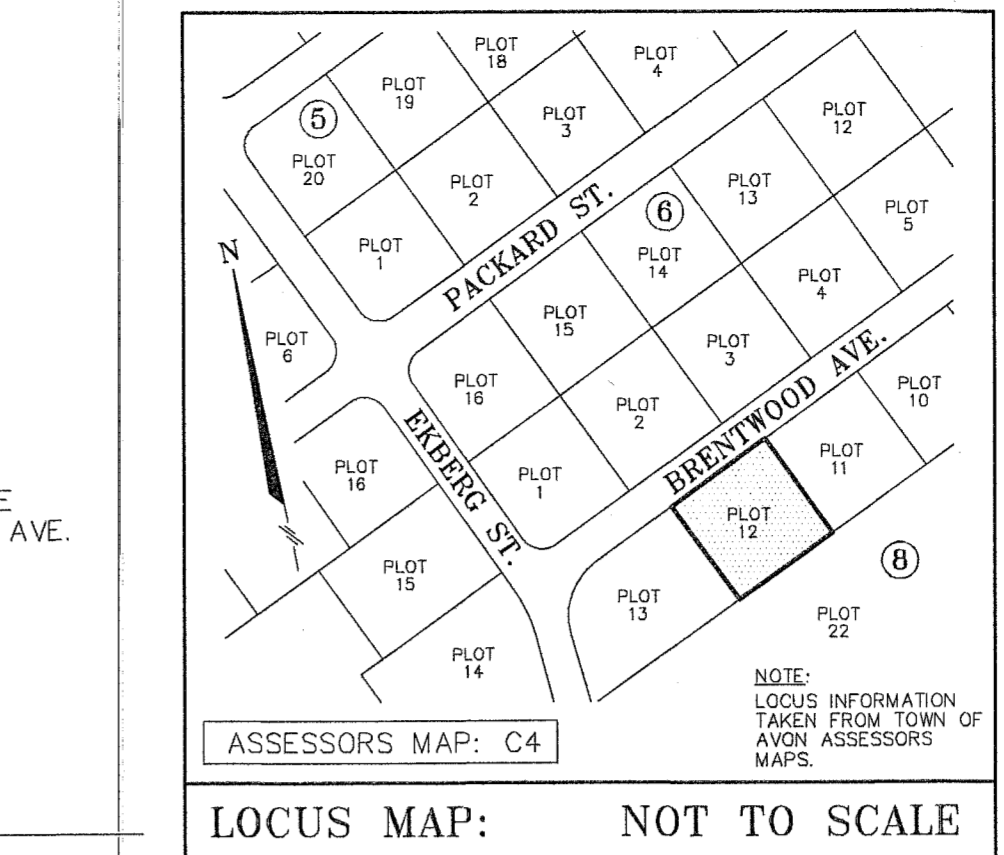 PLOT
18
PLOT
4
PLOT
19
5
PLOT
3
PLOT
12
PLOT
20
PLOT
2
PLOT
13
6
PLOT
5
PLOT
1
PACKARD ST.
PLOT
14
N
PLOT
4
PLOT
15
PLOT
6
PLOT
3
PLOT
16
PLOT
2
BRENTWOOD AVE.
PLOT
10
EKBERG ST.
PLOT
16
PLOT
1
PLOT
11
E
AVE.
PLOT
12
PLOT
15
8
PLOT
13
PLOT
22
PLOT
14
NOTE:
LOCUS INFORMATION
TAKEN FROM TOWN OF
AVON ASSESSORS
MAPS.
ASSESSORS MAP: C4
LOCUS MAP: NOT TO SCALE